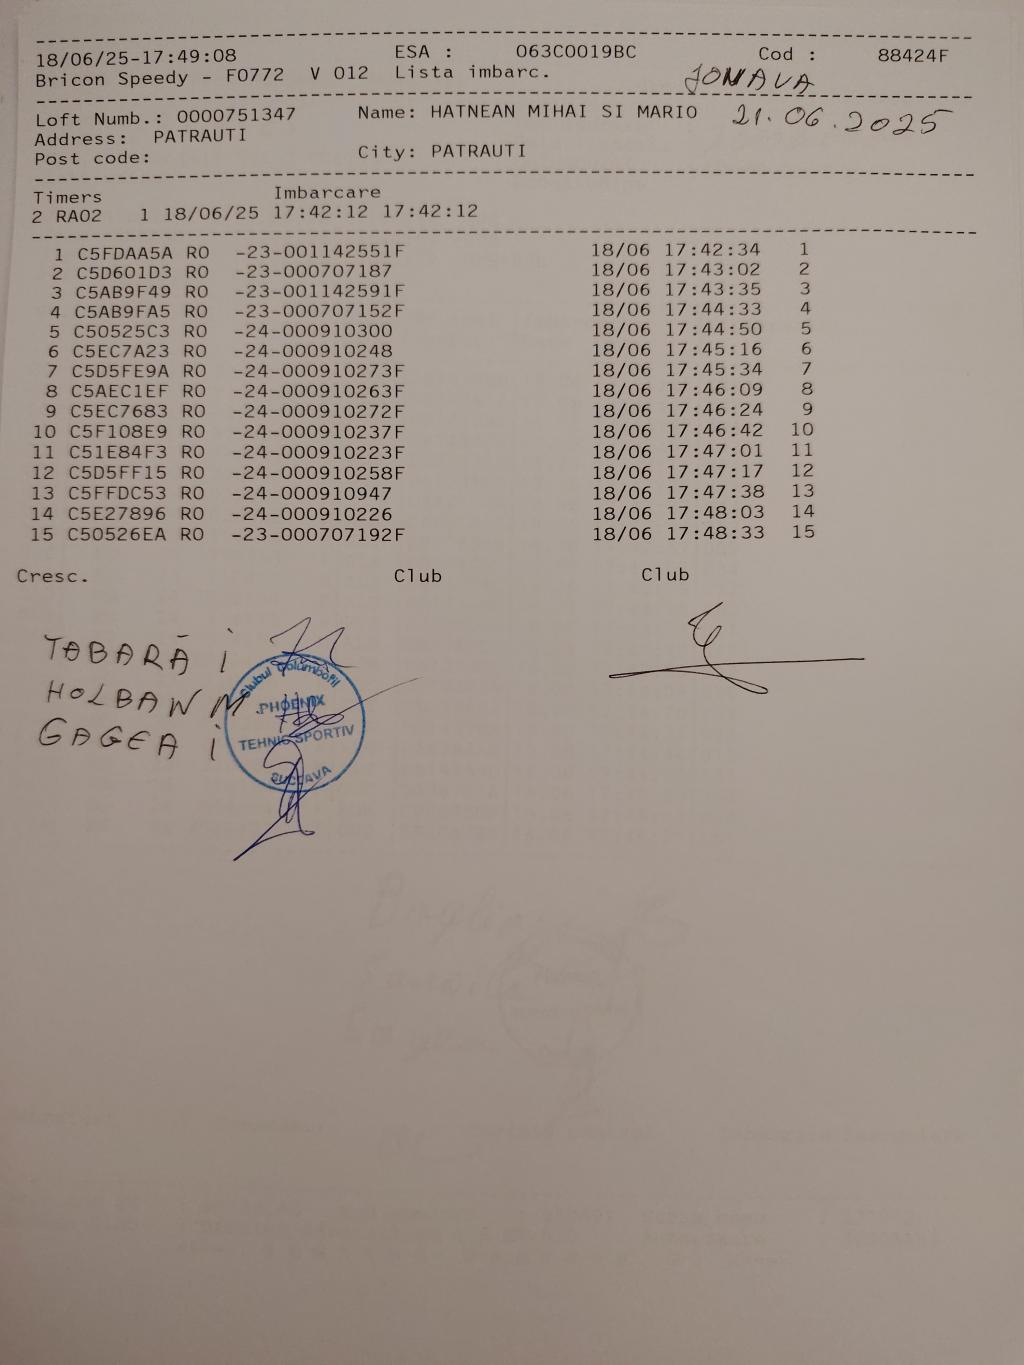 18/06/25-17:49:08 ESA : 063C0019BC Cod : 88424F
Bricon Speedy - F0772 V 012 Lista imbarc. JONAVA
Loft Numb.: 0000751347 Name: HATNEAN MIHAI SI MARIO 21.06.2025
Address: PATRAUTI
Post code: City: PATRAUTI
Timers Imbarcare
2 RA02 1 18/06/25 17:42:12 17:42:12
1 C5FDAA5A RO -23-001142551F 18/06 17:42:34 1
2 C5D601D3 RO -23-000707187 18/06 17:43:02 2
3 C5AB9F49 RO -23-001142591F 18/06 17:43:35 3
4 C5AB9FA5 RO -23-000707152F 18/06 17:44:33 4
5 C50525C3 RO -24-000910300 18/06 17:44:50 5
6 C5EC7A23 RO -24-000910248 18/06 17:45:16 6
7 C5D5FE9A RO -24-000910273F 18/06 17:45:34 7
8 C5AEC1EF RO -24-000910263F 18/06 17:46:09 8
9 C5EC7683 RO -24-000910272F 18/06 17:46:24 9
10 C5F108E9 RO -24-000910237F 18/06 17:46:42 10
11 C51E84F3 RO -24-000910223F 18/06 17:47:01 11
12 C5D5FF15 RO -24-000910258F 18/06 17:47:17 12
13 C5FFDC53 RO -24-000910947 18/06 17:47:38 13
14 C5E27896 RO -24-000910226 18/06 17:48:03 14
15 C50526EA RO -23-000707192F 18/06 17:48:33 15
Cresc. Club Club
TABARĂ i
HOLBAN M
GAGEA i
Clubul Columbofil
PHOENIX
TEHNIC SPORTIV
SUCEAVA